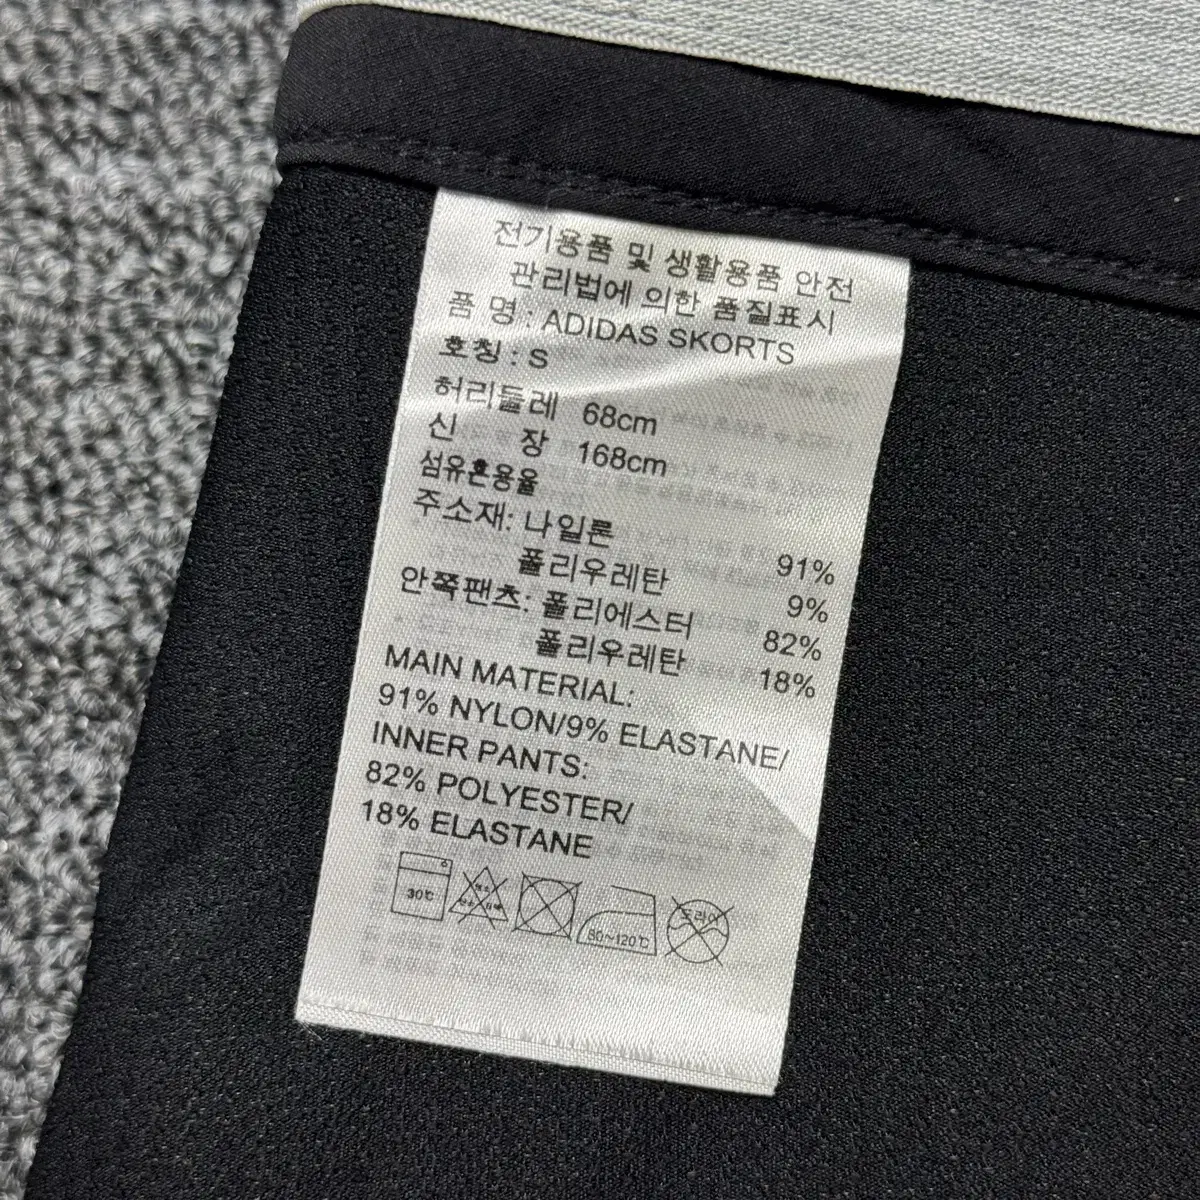 전기용품 및 생활용품 안전
관리법에 의한 품질표시
품 명 : ADIDAS SKORTS
호칭 : S
허리둘레 68cm
신 장 168cm
섬유혼용율
주소재: 나일론 91%
폴리우레탄 9%
안쪽팬츠: 폴리에스터 82%
폴리우레탄 18%
MAIN MATERIAL:
91% NYLON/9% ELASTANE/
INNER PANTS:
82% POLYESTER/
18% ELASTANE
30℃ 80~120℃ 드라이